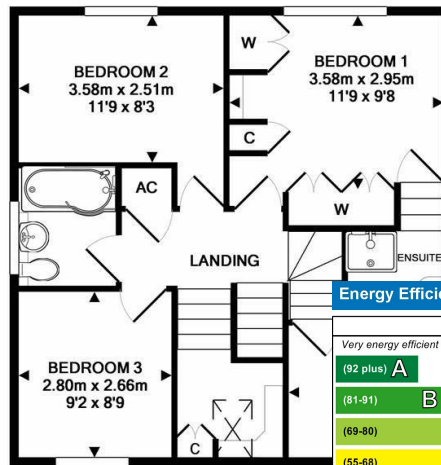 BEDROOM 2
3.58m x 2.51m
11'9 x 8'3
W
BEDROOM 1
3.58m x 2.95m
11'9 x 9'8
C
AC
W
LANDING
ENSUITE
BEDROOM 3
2.80m x 2.66m
9'2 x 8'9
C
Energy Effici
Very energy efficient
(92 plus) A
(81-91) B
(69-80)
(55-68)